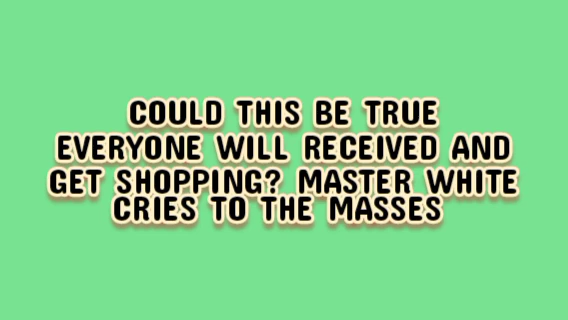 COULD THIS BE TRUE
EVERYONE WILL RECEIVED AND
GET SHOPPING? MASTER WHITE
CRIES TO THE MASSES